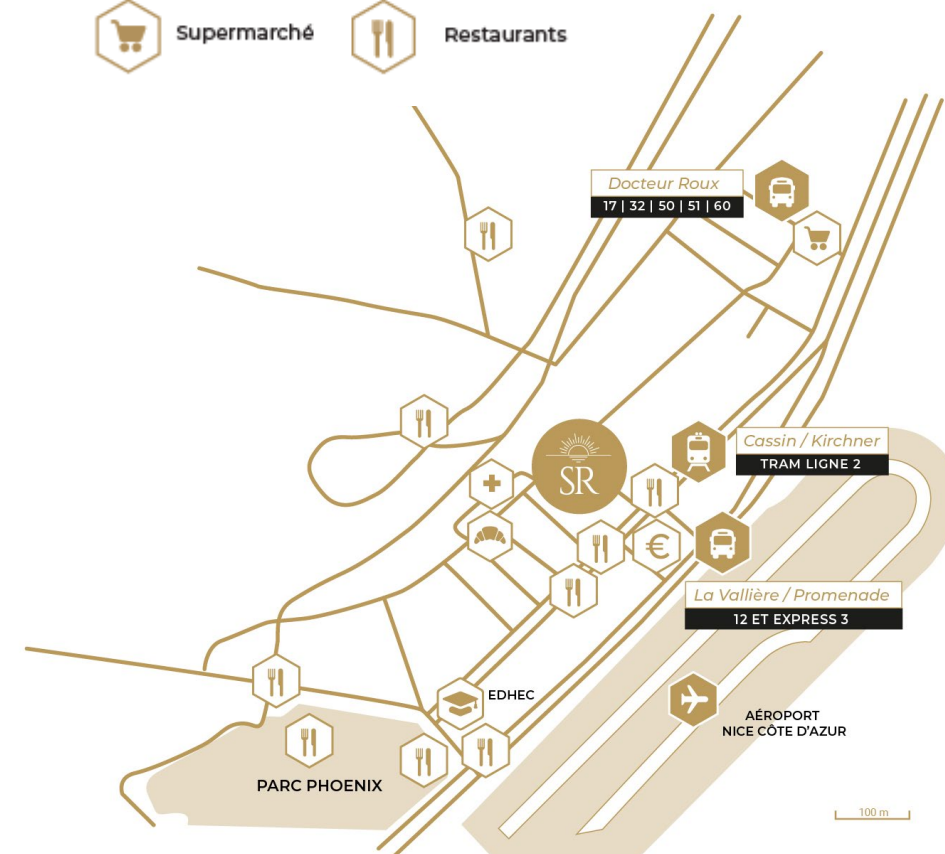 Supermarché
Restaurants
Docteur Roux
17 | 32 | 50 | 51 | 60
Cassin / Kirchner
TRAM LIGNE 2
SR
€
La Vallière / Promenade
12 ET EXPRESS 3
EDHEC
AÉROPORT
NICE CÔTE D'AZUR
PARC PHOENIX
100 m